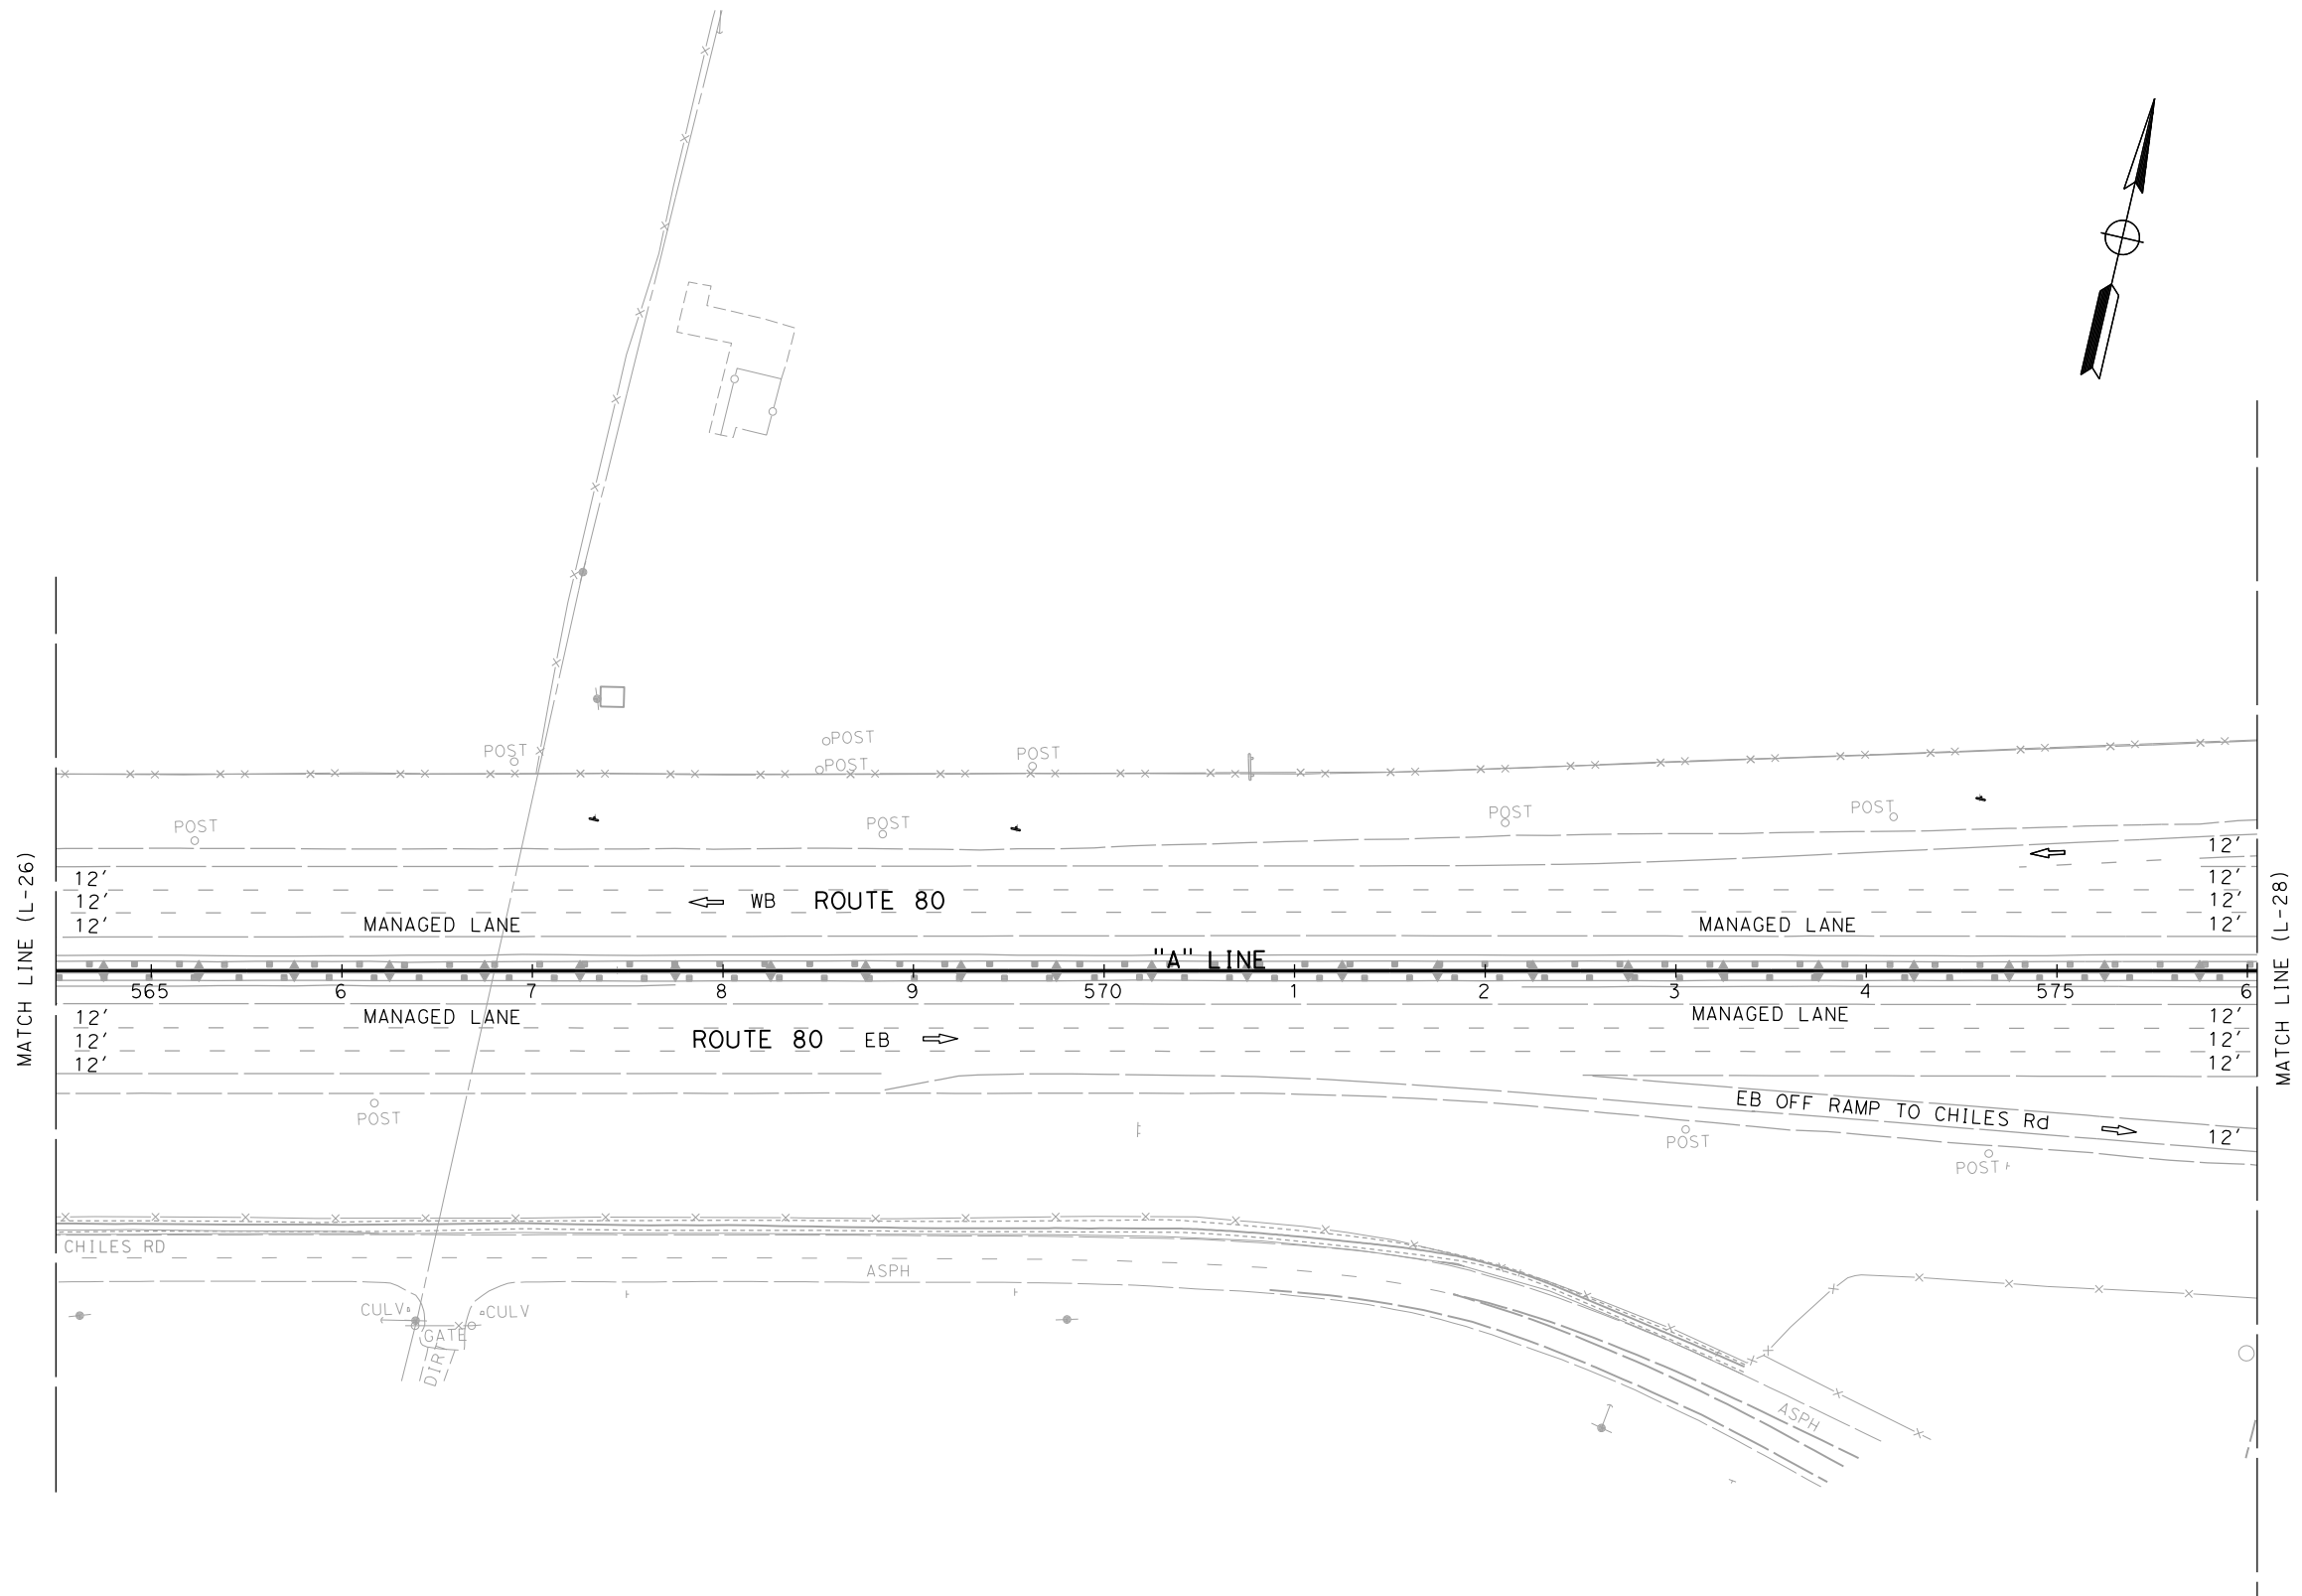 POST
POST
POST
POST
POST
POST
POST
POST
MATCH LINE (L-26)
12'
12'
12'
12'
12'
12'
12'
WB ROUTE 80
MANAGED LANE
MANAGED LANE
12'
"A" LINE
565 6 7 8 9 570 1 2 3 4 575 6
MATCH LINE (L-28)
12'
MANAGED LANE
MANAGED LANE
12'
12'
ROUTE 80 EB
12'
12'
12'
POST
EB OFF RAMP TO CHILES Rd
12'
POST
POST
CHILES RD
ASPH
CULV
CULV
GATE
DIRT
ASPH